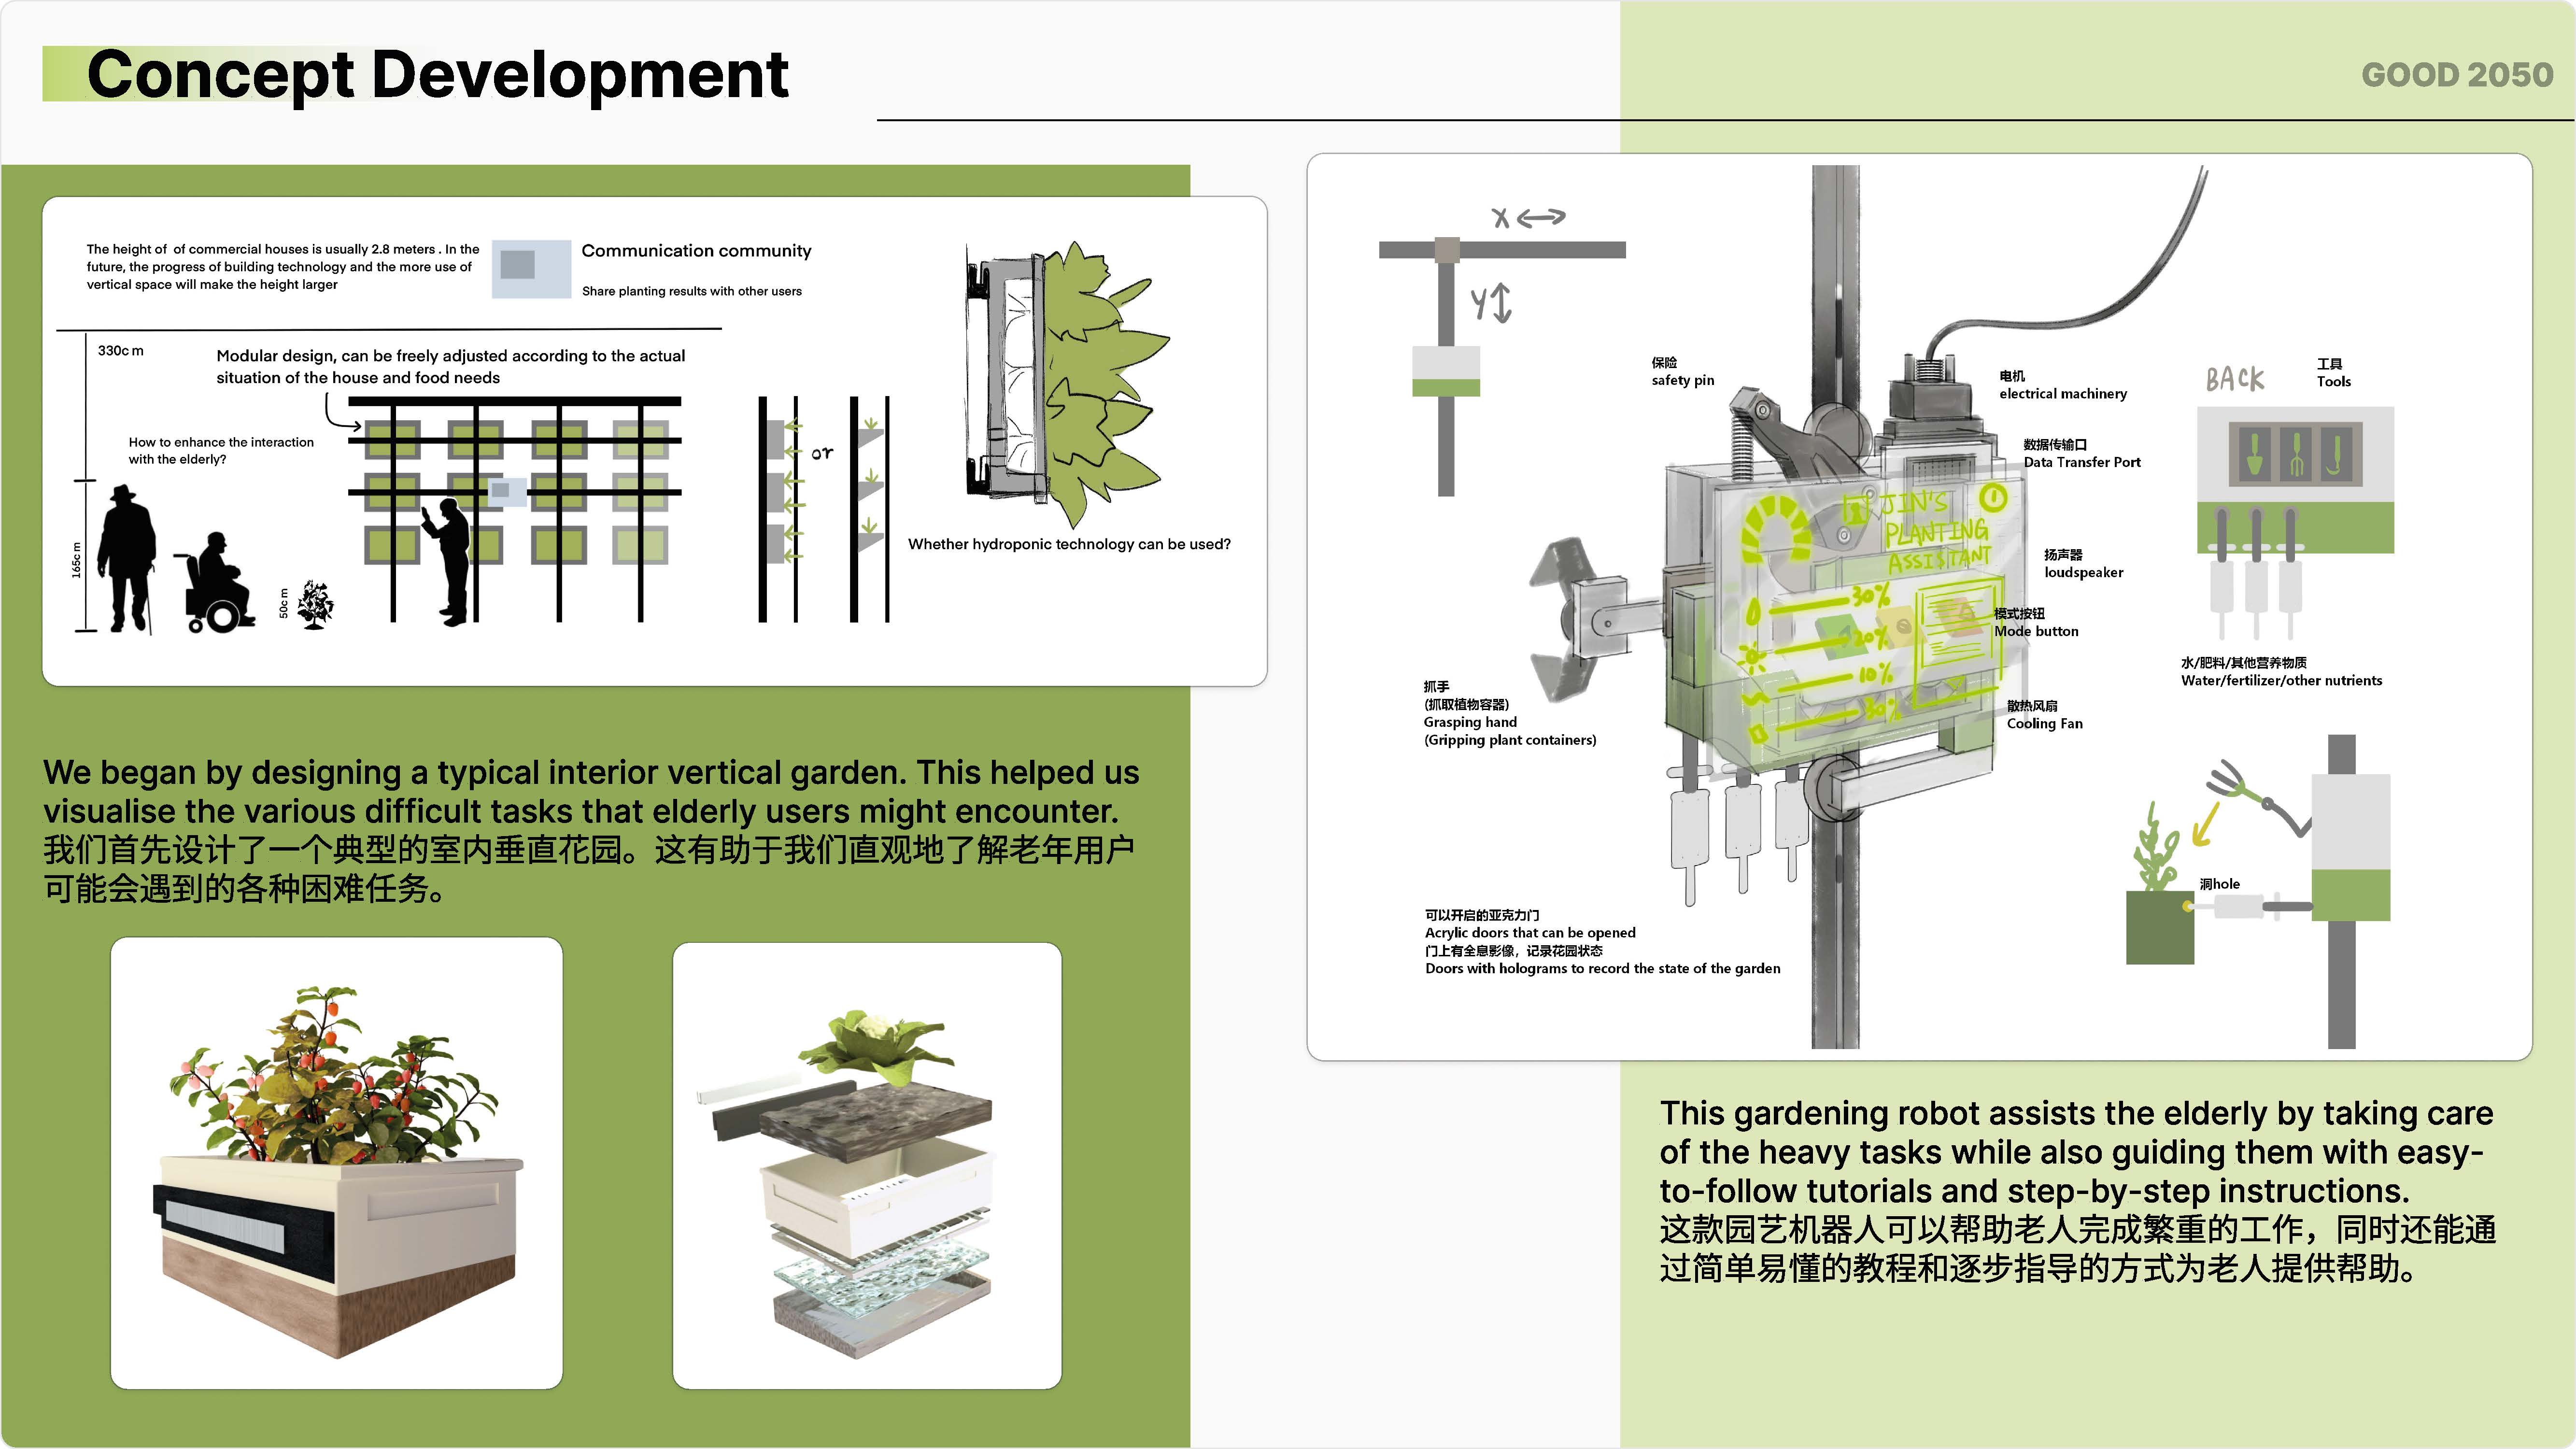 Concept Development
GOOD 2050
The height of  of commercial houses is usually 2.8 meters . In the
future, the progress of building technology and the more use of
vertical space will make the height larger
Communication community
Share planting results with other users
330c m
Modular design, can be freely adjusted according to the actual
situation of the house and food needs
How to enhance the interaction
with the elderly?
165c m
50c m
or
Whether hydroponic technology can be used?
We began by designing a typical interior vertical garden. This helped us
visualise the various difficult tasks that elderly users might encounter.
我们首先设计了一个典型的室内垂直花园。这有助于我们直观地了解老年用户
可能会遇到的各种困难任务。
X
Y
保险
safety pin
电机
electrical machinery
数据传输口
Data Transfer Port
扬声器
loudspeaker
模式按钮
Mode button
散热风扇
Cooling Fan
JIN'S
PLANTING
ASSISTANT
30%
20%
10%
30%
抓手
(抓取植物容器)
Grasping hand
(Gripping plant containers)
可以开启的亚克力门
Acrylic doors that can be opened
门上有全息影像，记录花园状态
Doors with holograms to record the state of the garden
BACK
工具
Tools
水/肥料/其他营养物质
Water/fertilizer/other nutrients
洞hole
This gardening robot assists the elderly by taking care
of the heavy tasks while also guiding them with easy-
to-follow tutorials and step-by-step instructions.
这款园艺机器人可以帮助老人完成繁重的工作，同时还能通
过简单易懂的教程和逐步指导的方式为老人提供帮助。